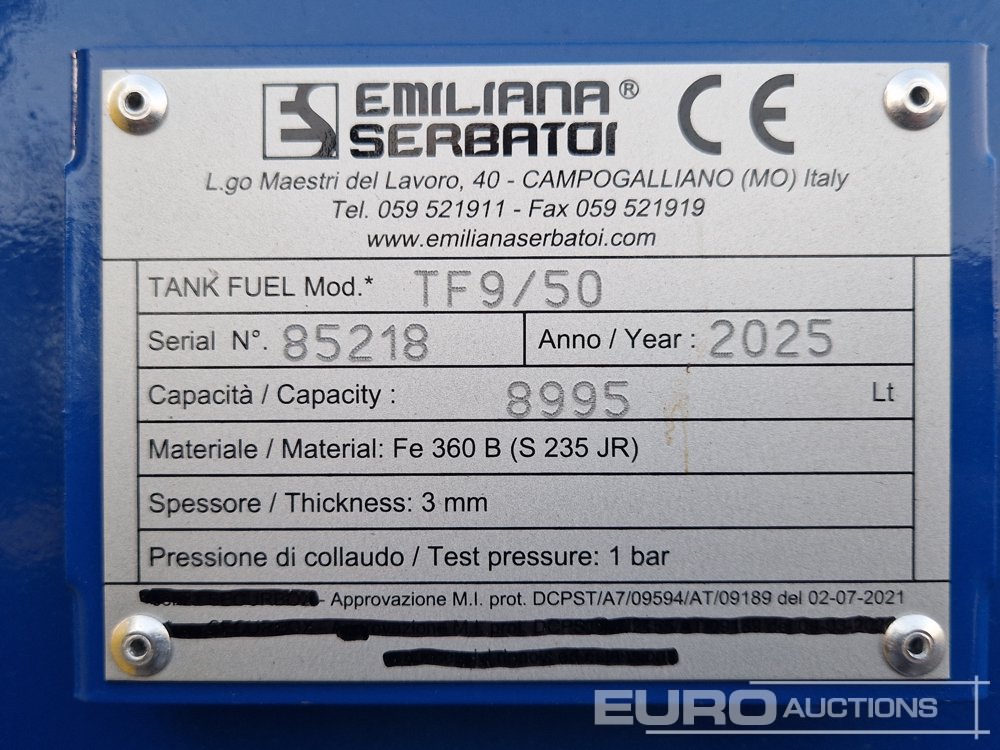 EMILIANA®
SERBATOI
CE
L.go Maestri del Lavoro, 40 - CAMPOGALLIANO (MO) Italy
Tel. 059 521911 - Fax 059 521919
www.emilianaserbatoi.com
TANK FUEL Mod.* TF9/50
Serial N°. 85218 Anno / Year : 2025
Capacità / Capacity : 8995 Lt
Materiale / Material: Fe 360 B (S 235 JR)
Spessore / Thickness: 3 mm
Pressione di collaudo / Test pressure: 1 bar
- Approvazione M.I. prot. DCPST/A7/09594/AT/09189 del 02-07-2021
EURO AUCTIONS